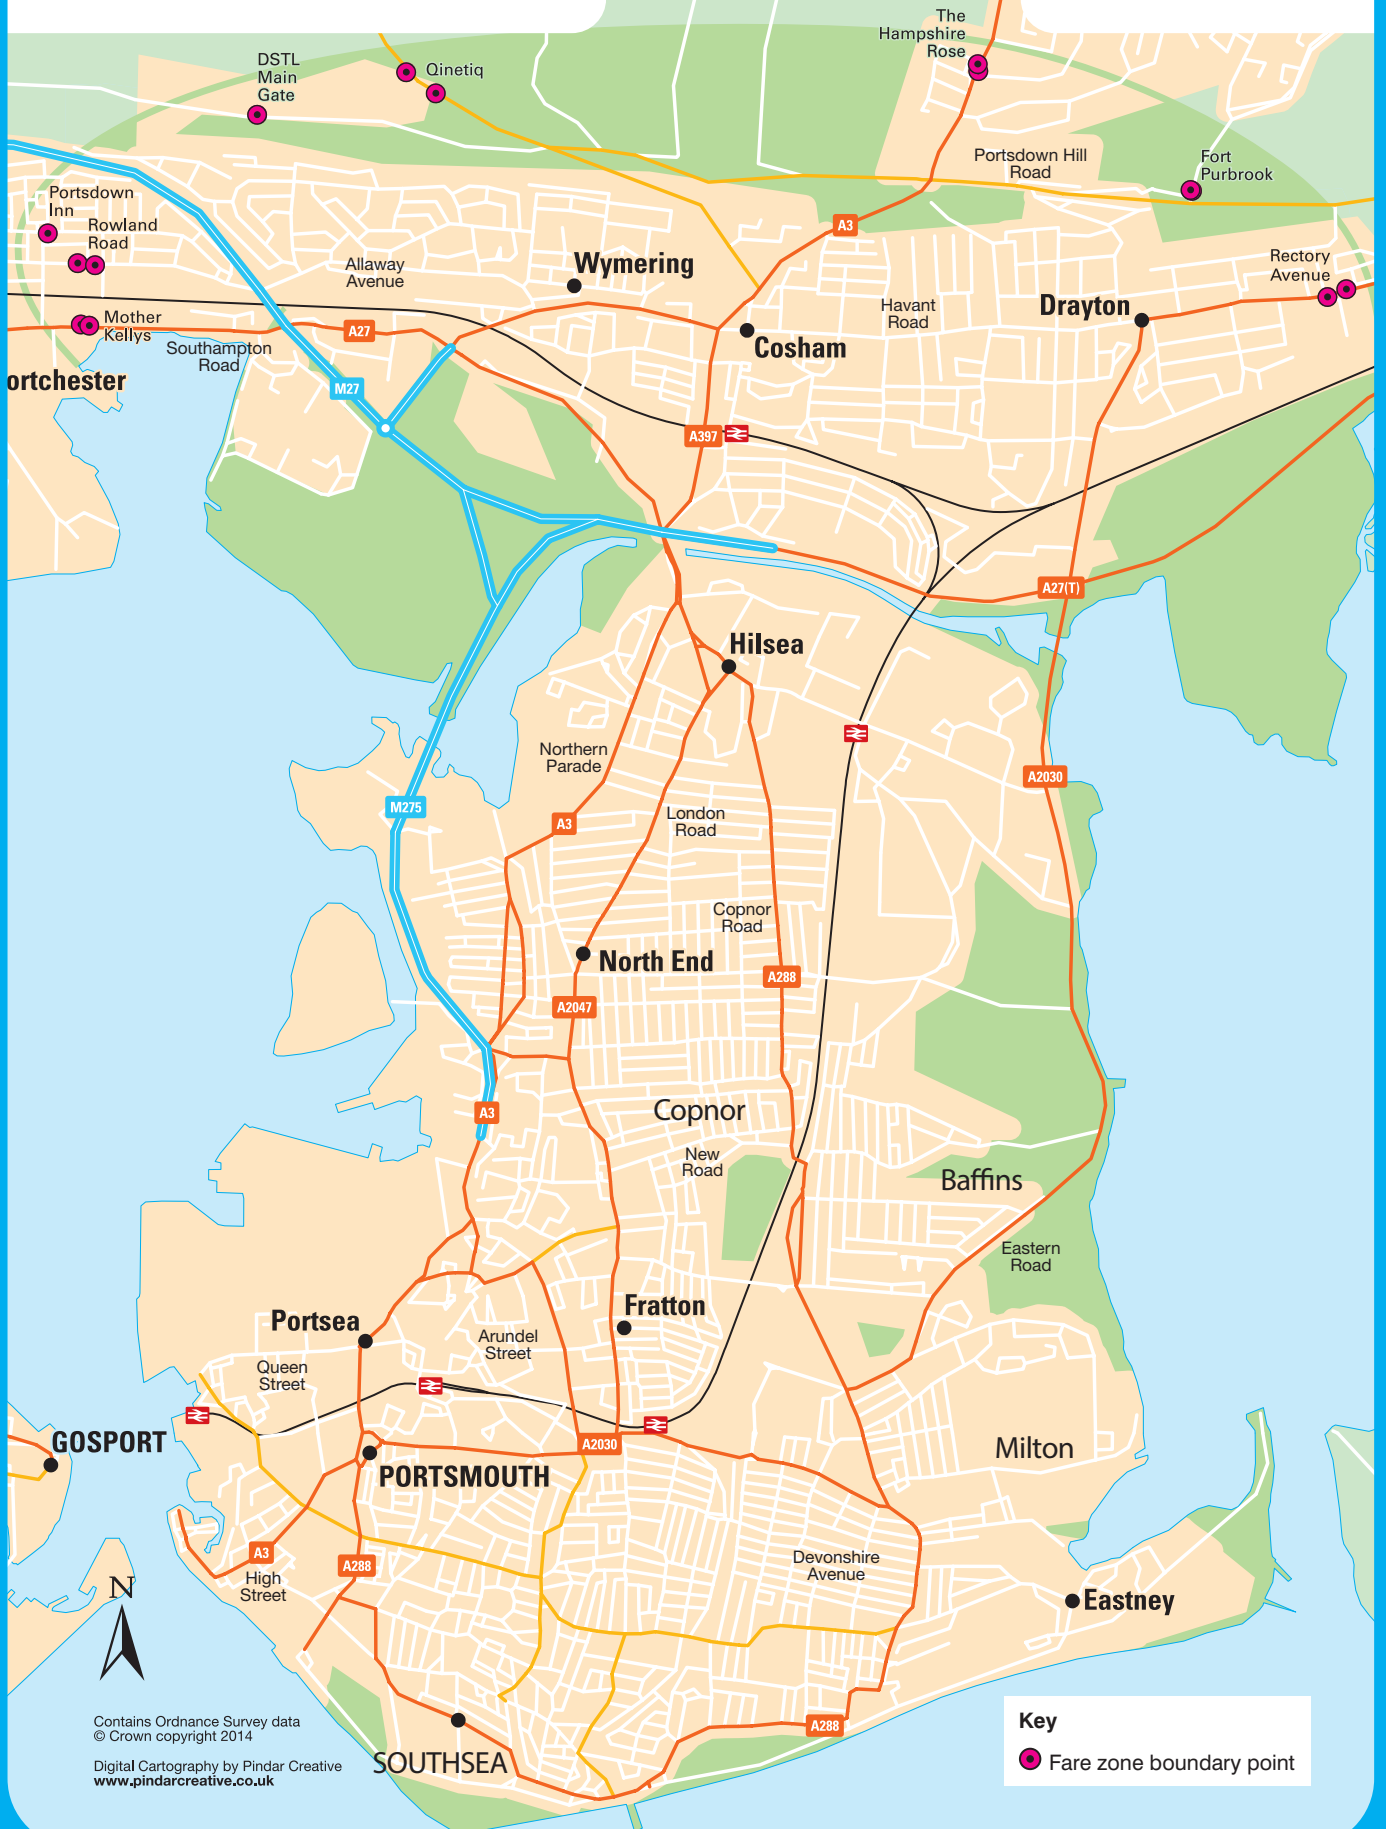 The
Hampshire
Rose
DSTL
Main
Gate
Qinetiq
Portsdown Hill
Road
Fort
Purbrook
Portsdown
Inn
Rowland
Road
A3
Allaway
Avenue
Wymering
Rectory
Avenue
Havant
Road
Drayton
Mother
Kellys
A27
Southampton
Road
Cosham
ortchester
M27
A397
A27(T)
Hilsea
Northern
Parade
A2030
M275
London
Road
A3
Copnor
Road
North End
A288
A2047
A3
Copnor
New
Road
Baffins
Eastern
Road
Fratton
Portsea
Arundel
Street
Queen
Street
GOSPORT
A2030
Milton
PORTSMOUTH
A3
A288
Devonshire
Avenue
High
Street
N
Eastney
Contains Ordnance Survey data
© Crown copyright 2014
Digital Cartography by Pindar Creative
www.pindarcreative.co.uk
SOUTHSEA
A288
Key
Fare zone boundary point